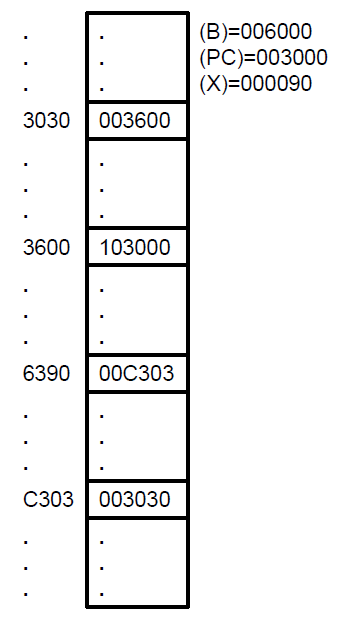 . . (B)=006000
. . (PC)=003000
. . (X)=000090
3030 003600
. .
. .
. .
3600 103000
. .
. .
. .
6390 00C303
. .
. .
. .
C303 003030
. .
. .
. .